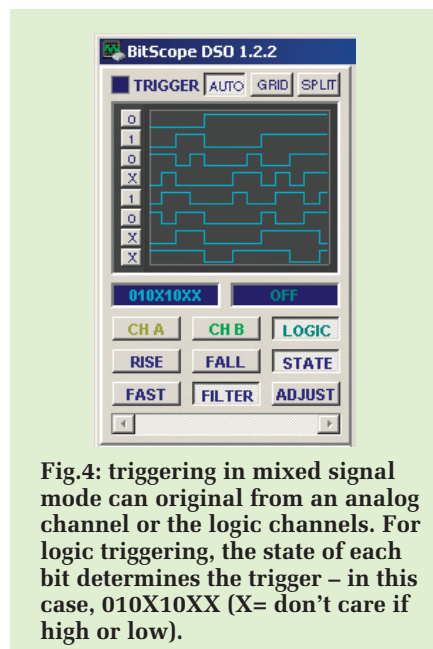 BitScope DSO 1.2.2
TRIGGER AUTO GRID SPLIT
0
1
0
X
1
0
X
X
010X10XX OFF
CH A CH B LOGIC
RISE FALL STATE
FAST FILTER ADJUST
Fig.4: triggering in mixed signal
mode can original from an analog
channel or the logic channels. For
logic triggering, the state of each
bit determines the trigger – in this
case, 010X10XX (X= don't care if
high or low).